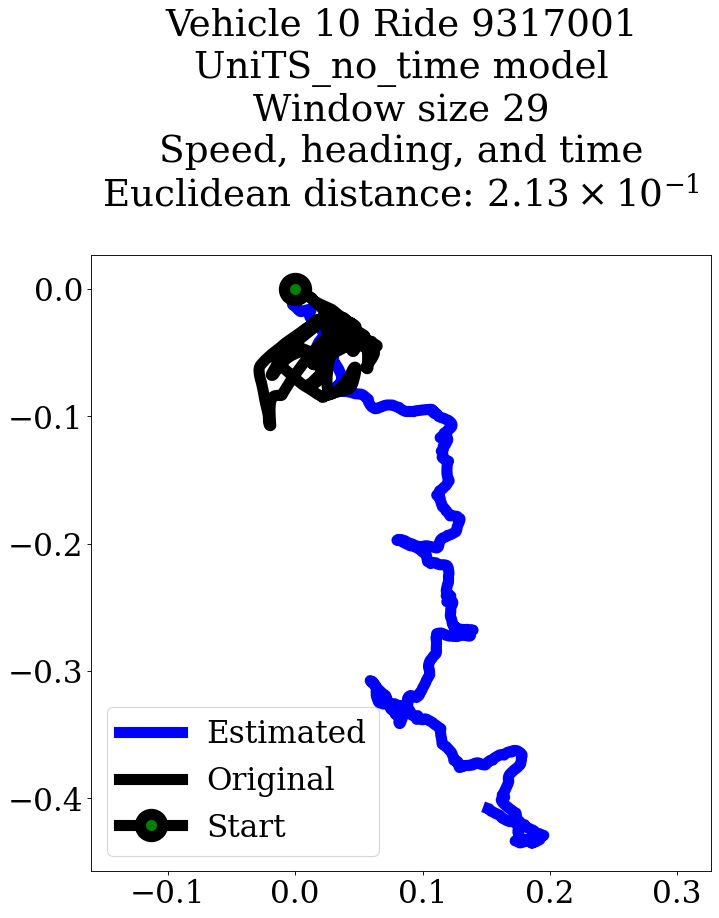 Vehicle 10 Ride 9317001
UniTS_no_time model
Window size 29
Speed, heading, and time
Euclidean distance: 2.13 × 10⁻¹
0.0
−0.1
−0.2
−0.3
−0.4
Estimated
Original
Start
−0.1 0.0 0.1 0.2 0.3